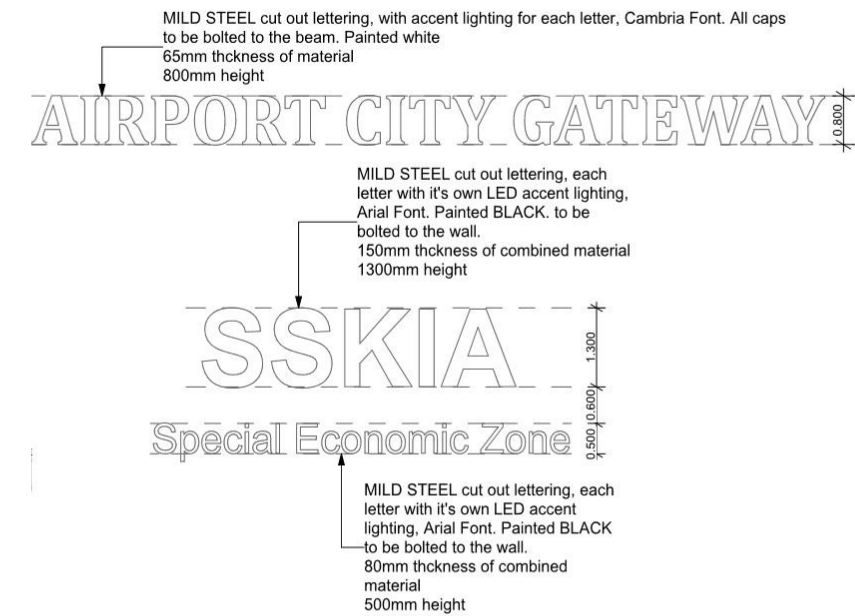 MILD STEEL cut out lettering, with accent lighting for each letter, Cambria Font. All caps
to be bolted to the beam. Painted white
65mm thckness of material
800mm height
AIRPORT CITY GATEWAY
0.800
MILD STEEL cut out lettering, each
letter with it's own LED accent lighting,
Arial Font. Painted BLACK. to be
bolted to the wall.
150mm thckness of combined material
1300mm height
SSKIA
1.300
0.600
Special Economic Zone
0.500
MILD STEEL cut out lettering, each
letter with it's own LED accent
lighting, Arial Font. Painted BLACK
to be bolted to the wall.
80mm thckness of combined
material
500mm height